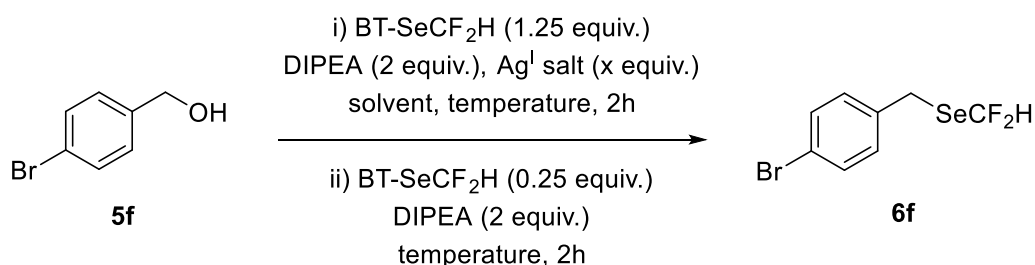 i) BT-SeCF₂H (1.25 equiv.)
DIPEA (2 equiv.), Agᴵ salt (x equiv.)
solvent, temperature, 2h
OH
Br
5f
ii) BT-SeCF₂H (0.25 equiv.)
DIPEA (2 equiv.)
temperature, 2h
SeCF₂H
Br
6f